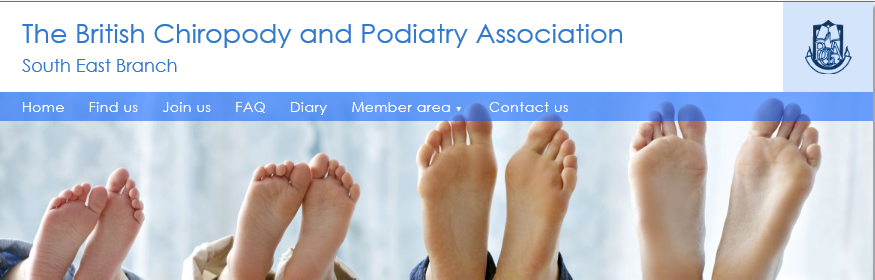 The British Chiropody and Podiatry Association
South East Branch
Home Find us Join us FAQ Diary Member area ▾ Contact us